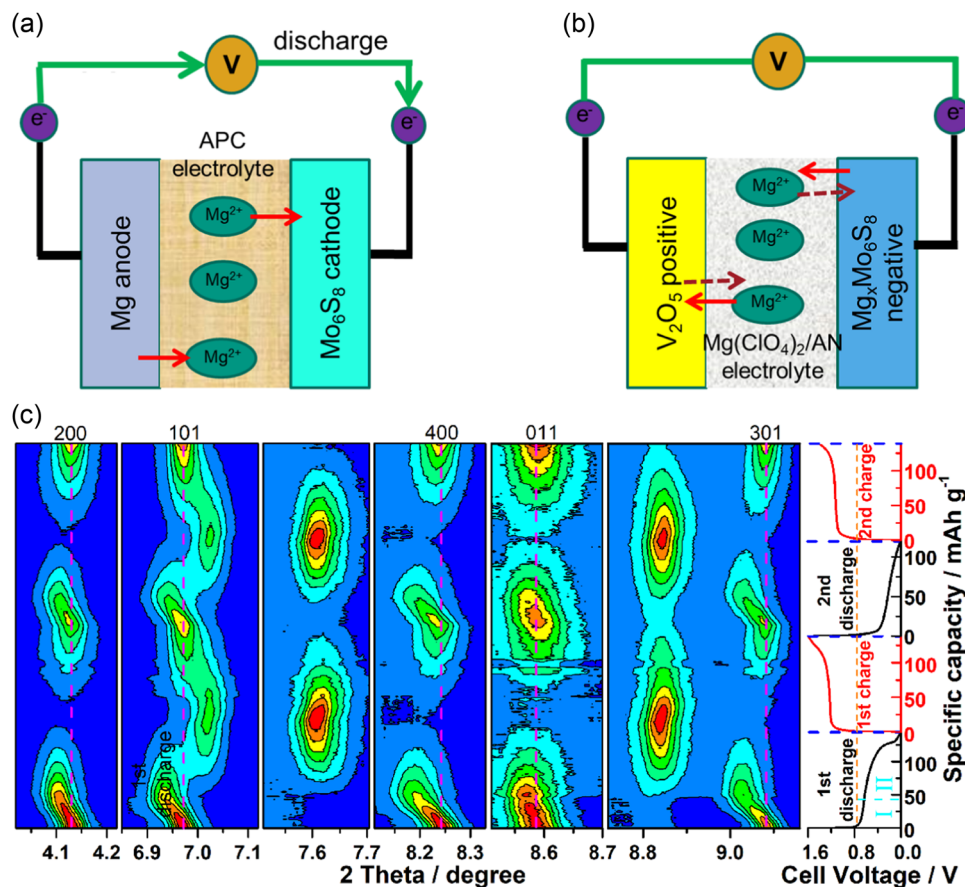 (a)
discharge
V
e-
e-
APC
electrolyte
Mg anode
Mg2+
Mg2+
Mg2+
Mo6S8 cathode
(b)
V
e-
e-
V2O5 positive
Mg2+
Mg2+
Mg2+
Mg(ClO4)2/AN
electrolyte
MgxMo6S8
negative
(c)
200
101
400
011
301
1st
discharge
4.1 4.2 6.9 7.0 7.1 7.6 7.7 8.2 8.3 8.6 8.7 8.8 9.0
2 Theta / degree
2nd charge
2nd
discharge
1st charge
1st
discharge
I
II
100
50
0
100
50
0
100
50
0
100
50
0
Specific capacity / mAh g-1
1.6 0.8 0.0
Cell Voltage / V